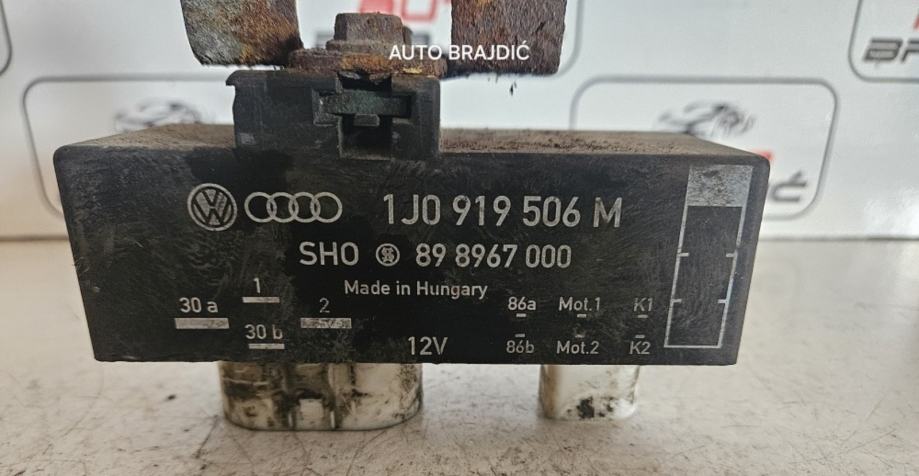 AUTO BRAJDIĆ
1J0 919 506 M
SHO 89 8967 000
Made in Hungary
30 a
1
2
86a Mot.1 K1
30 b
12V
86b Mot.2 K2